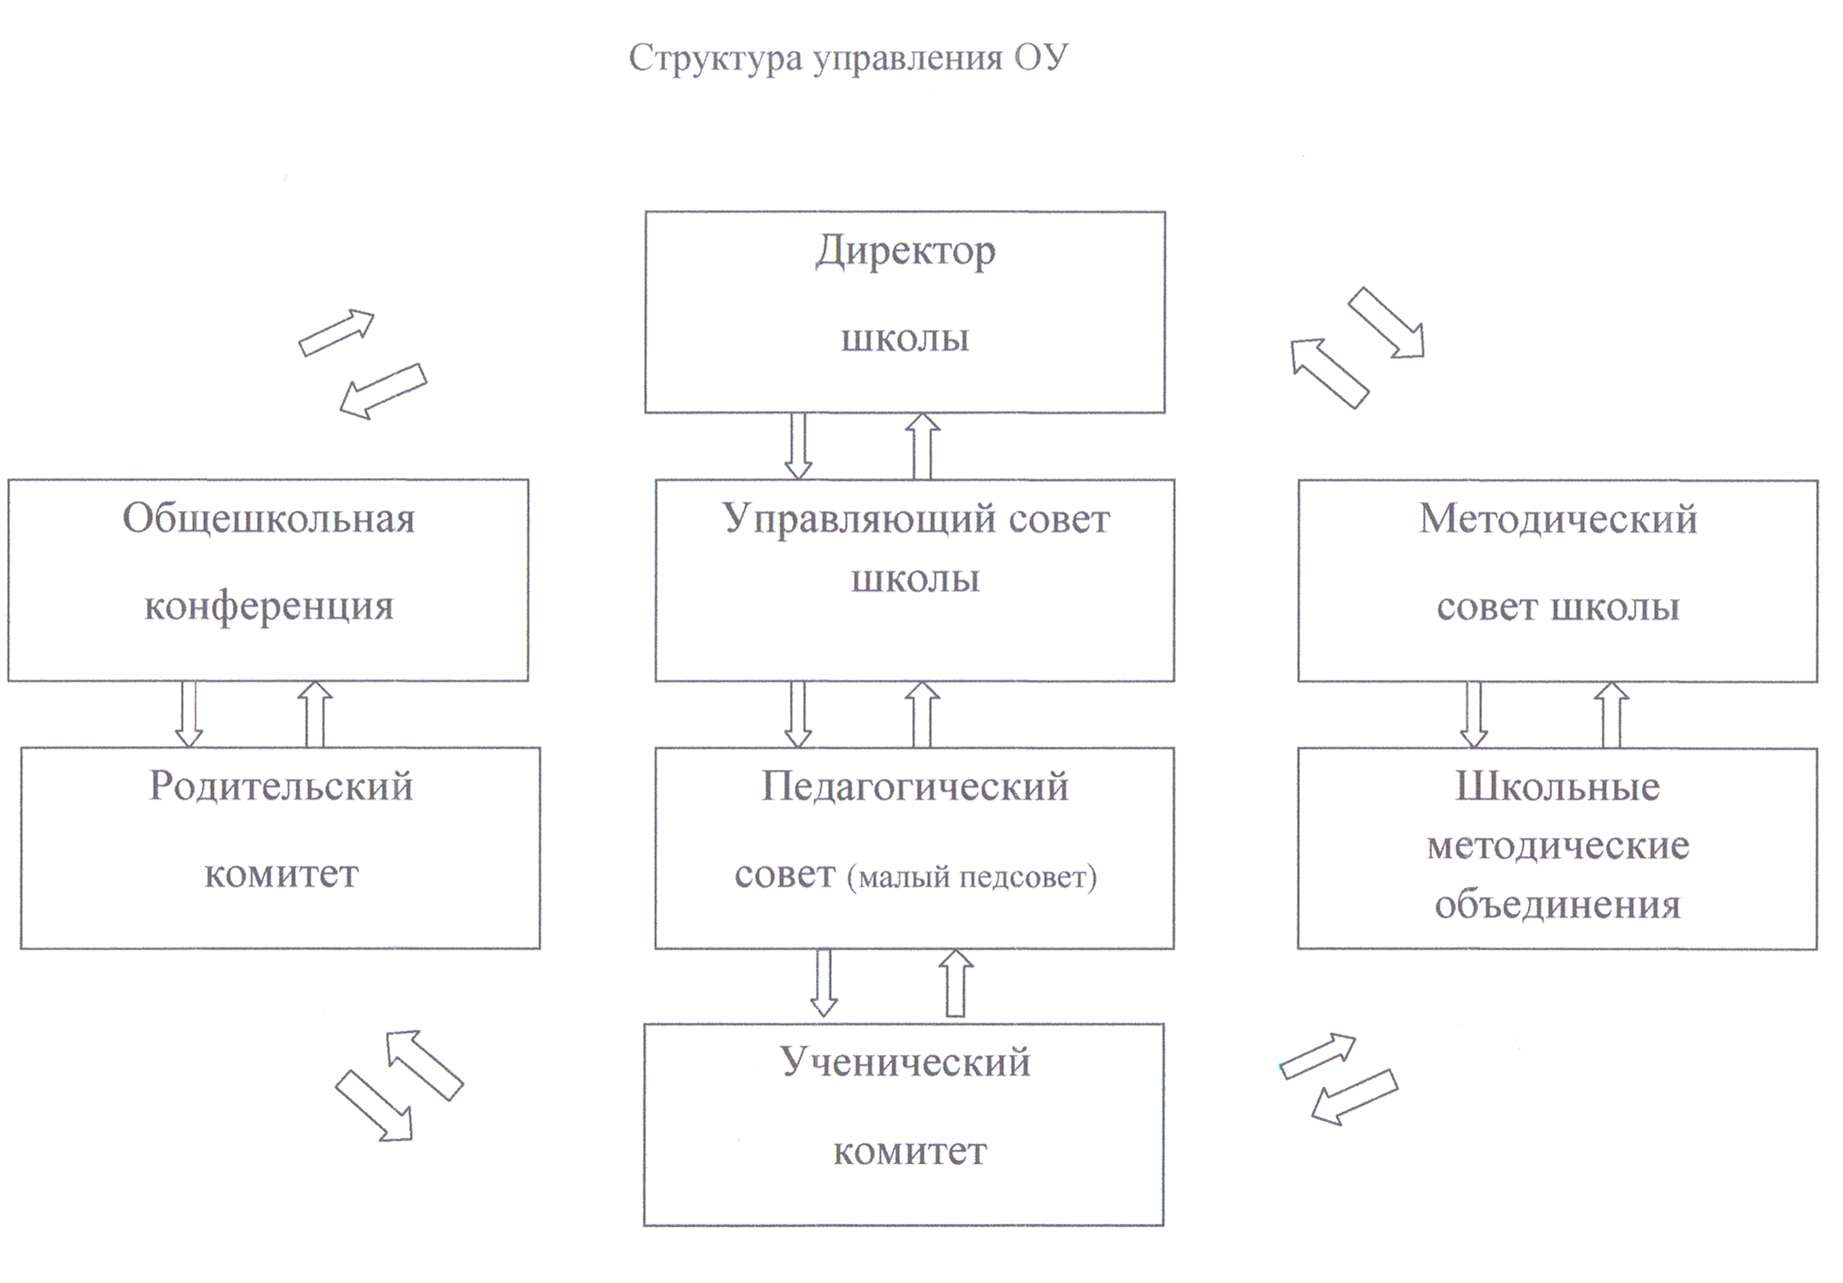 Структура управления ОУ
Директор
школы
Общешкольная
конференция
Управляющий совет
школы
Методический
совет школы
Родительский
комитет
Педагогический
совет (малый педсовет)
Школьные
методические
объединения
Ученический
комитет